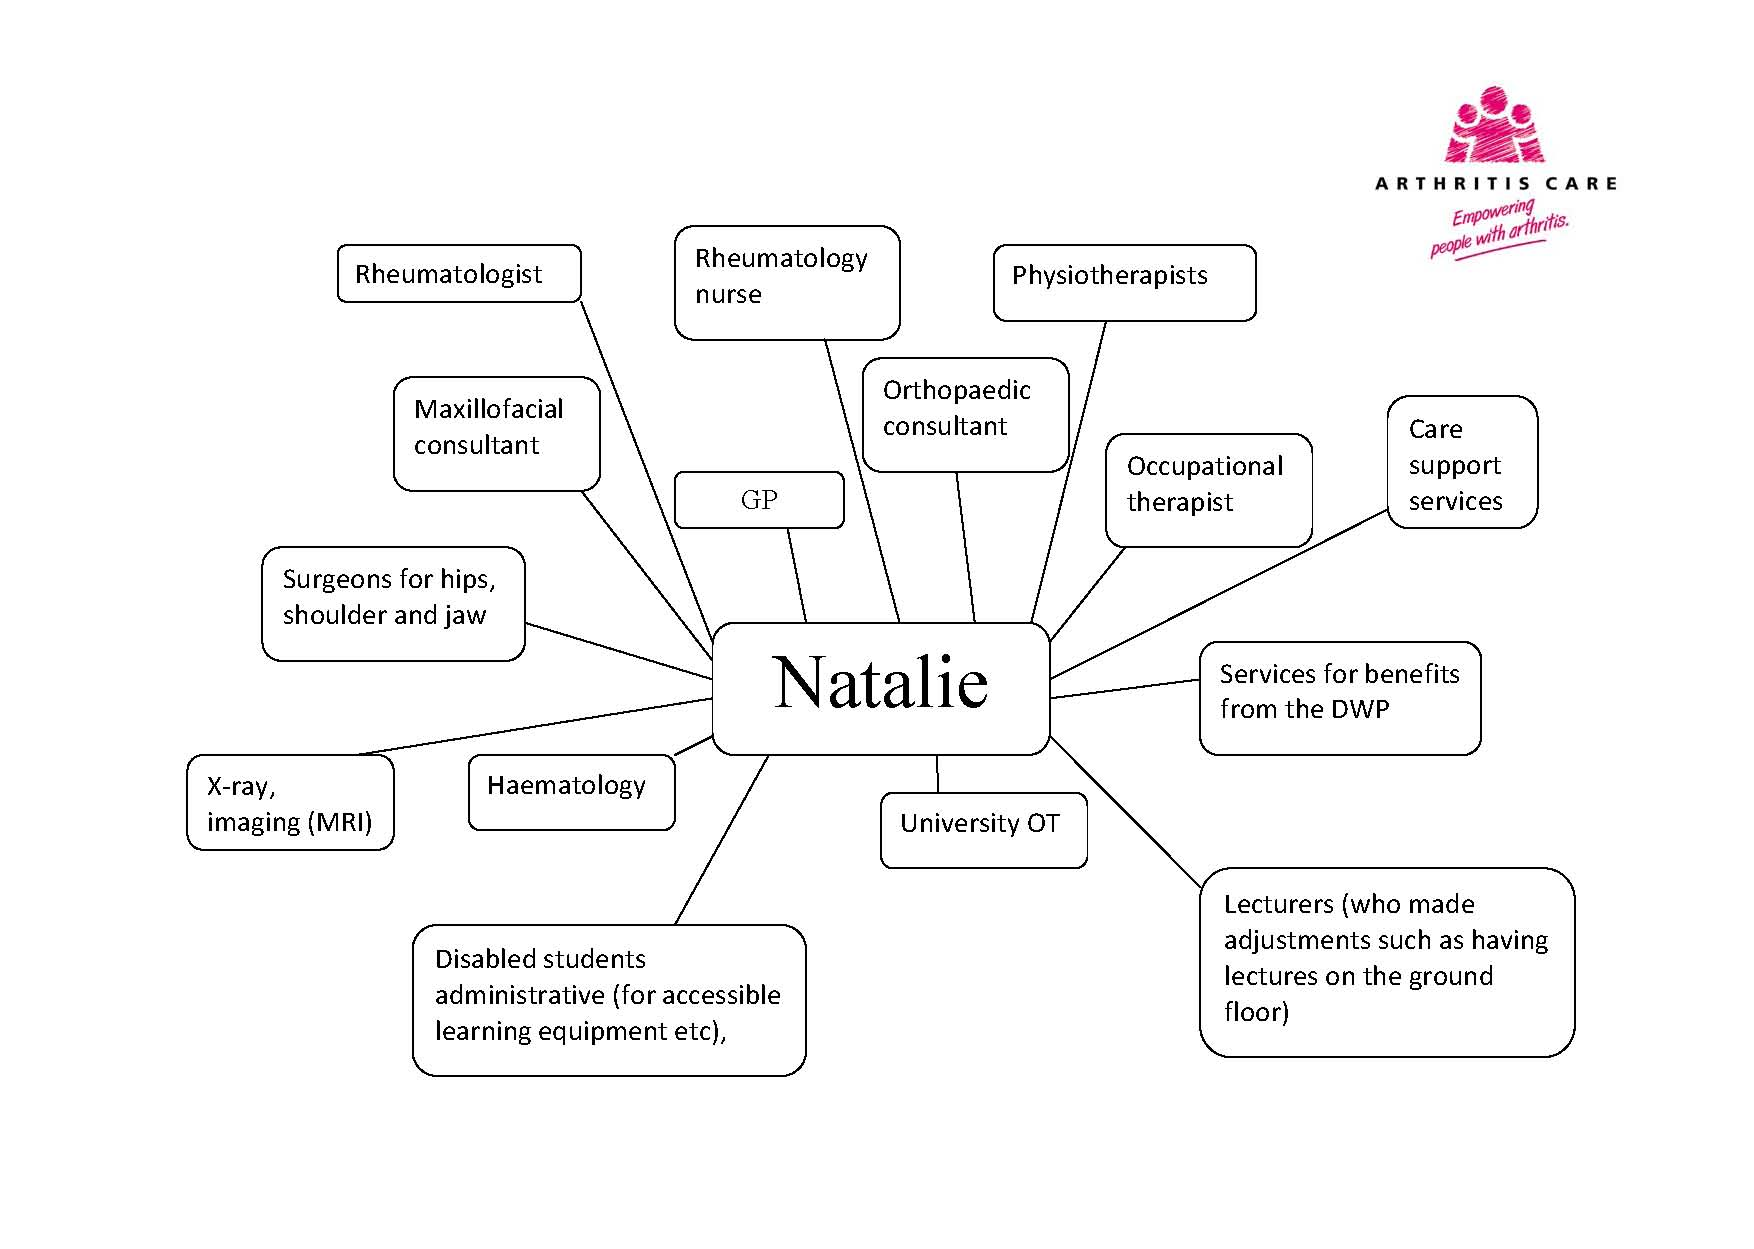 ARTHRITIS CARE
Empowering
people with arthritis.
Rheumatologist
Rheumatology
nurse
Physiotherapists
Maxillofacial
consultant
GP
Orthopaedic
consultant
Occupational
therapist
Care
support
services
Surgeons for hips,
shoulder and jaw
Natalie
Services for benefits
from the DWP
X-ray,
imaging (MRI)
Haematology
University OT
Disabled students
administrative (for accessible
learning equipment etc),
Lecturers (who made
adjustments such as having
lectures on the ground
floor)